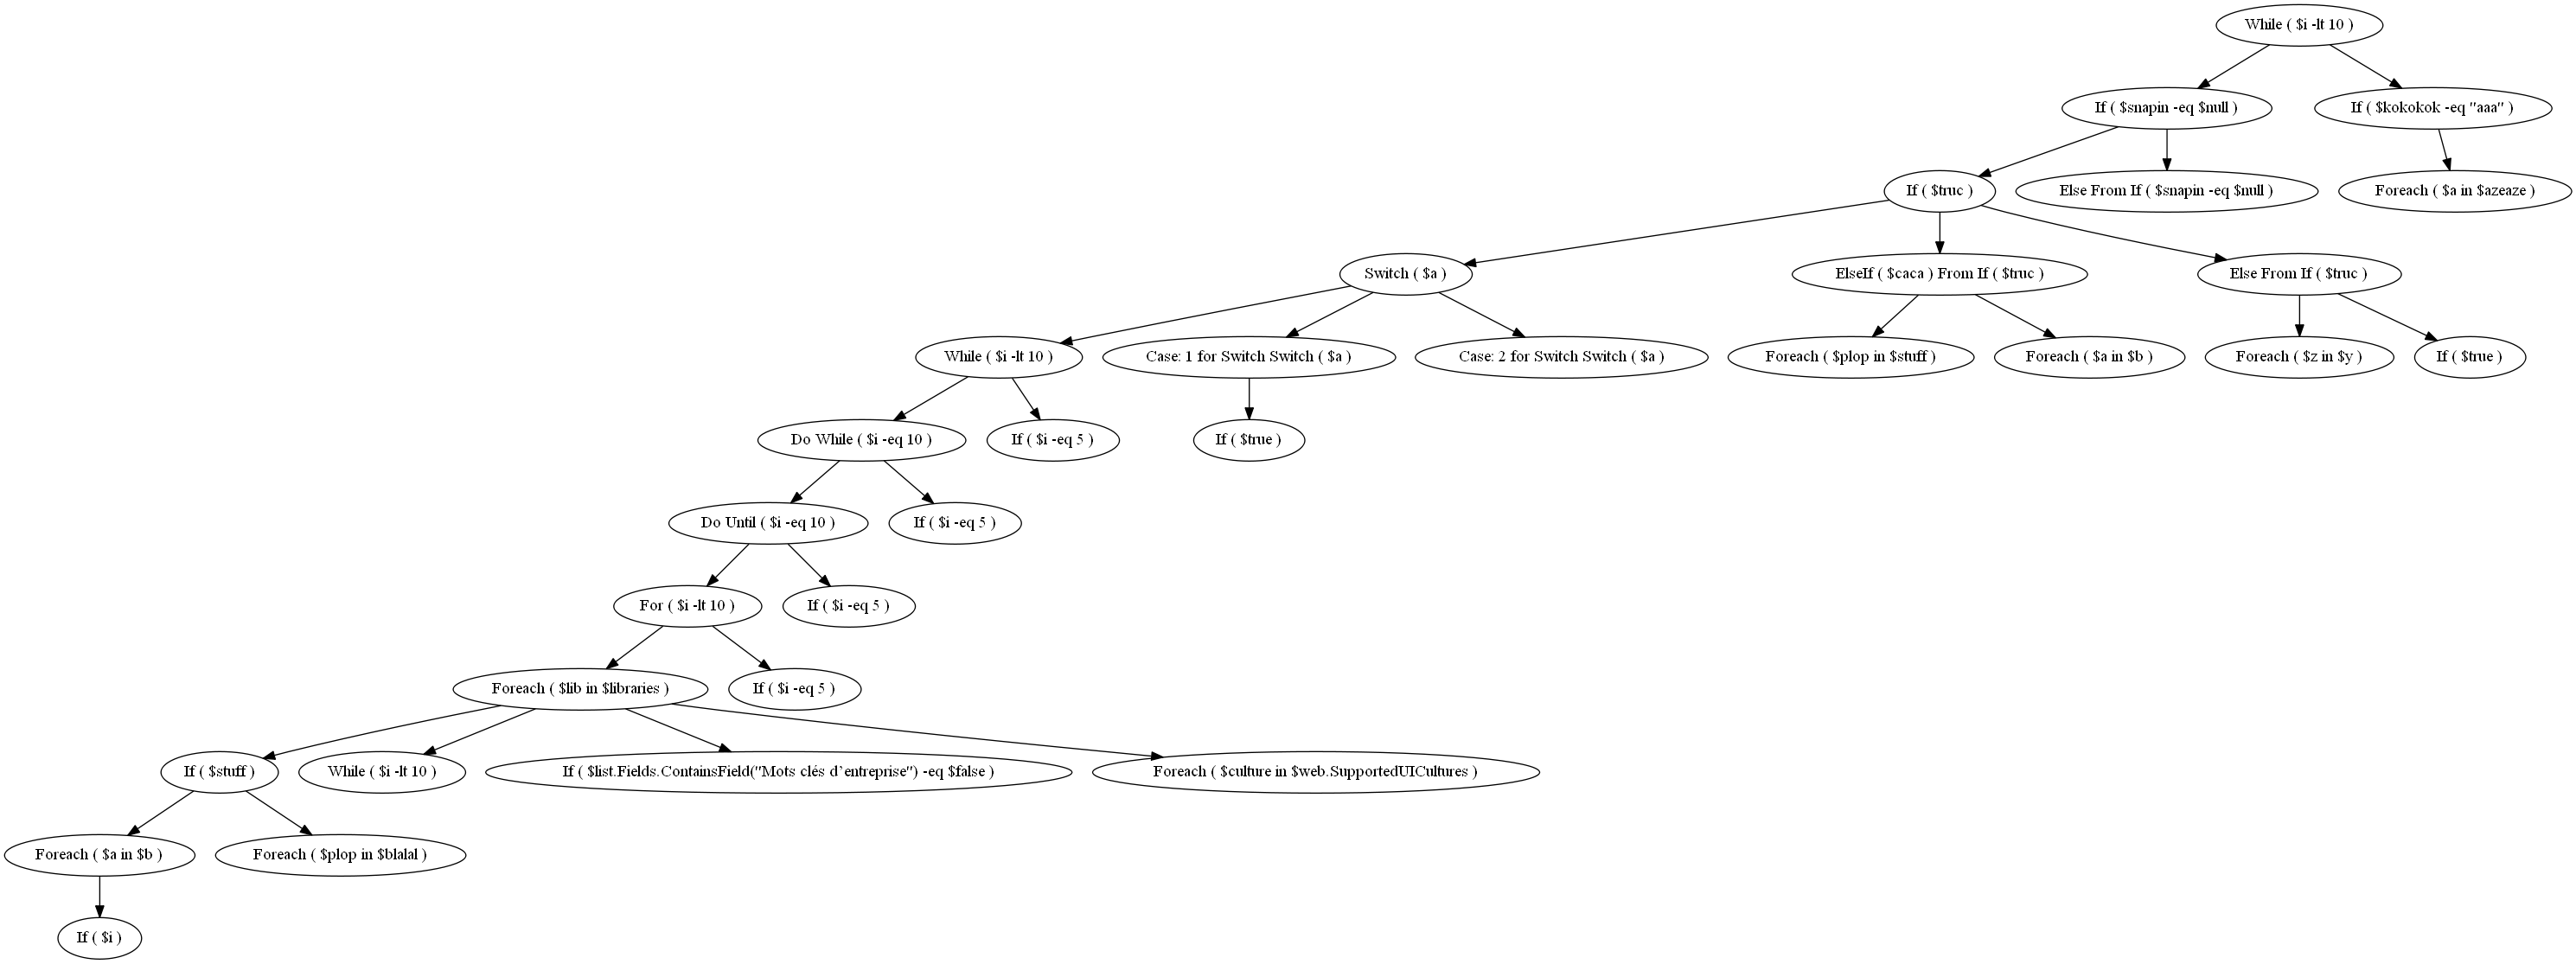 While ( $i -lt 10 )
If ( $snapin -eq $null )
If ( $kokokok -eq "aaa" )
If ( $truc )
Else From If ( $snapin -eq $null )
Foreach ( $a in $azeaze )
Switch ( $a )
ElseIf ( $caca ) From If ( $truc )
Else From If ( $truc )
While ( $i -lt 10 )
Case: 1 for Switch Switch ( $a )
Case: 2 for Switch Switch ( $a )
Foreach ( $plop in $stuff )
Foreach ( $a in $b )
Foreach ( $z in $y )
If ( $true )
Do While ( $i -eq 10 )
If ( $i -eq 5 )
If ( $true )
Do Until ( $i -eq 10 )
If ( $i -eq 5 )
For ( $i -lt 10 )
If ( $i -eq 5 )
Foreach ( $lib in $libraries )
If ( $i -eq 5 )
If ( $stuff )
While ( $i -lt 10 )
If ( $list.Fields.ContainsField("Mots clés d'entreprise") -eq $false )
Foreach ( $culture in $web.SupportedUICultures )
Foreach ( $a in $b )
Foreach ( $plop in $blalal )
If ( $i )